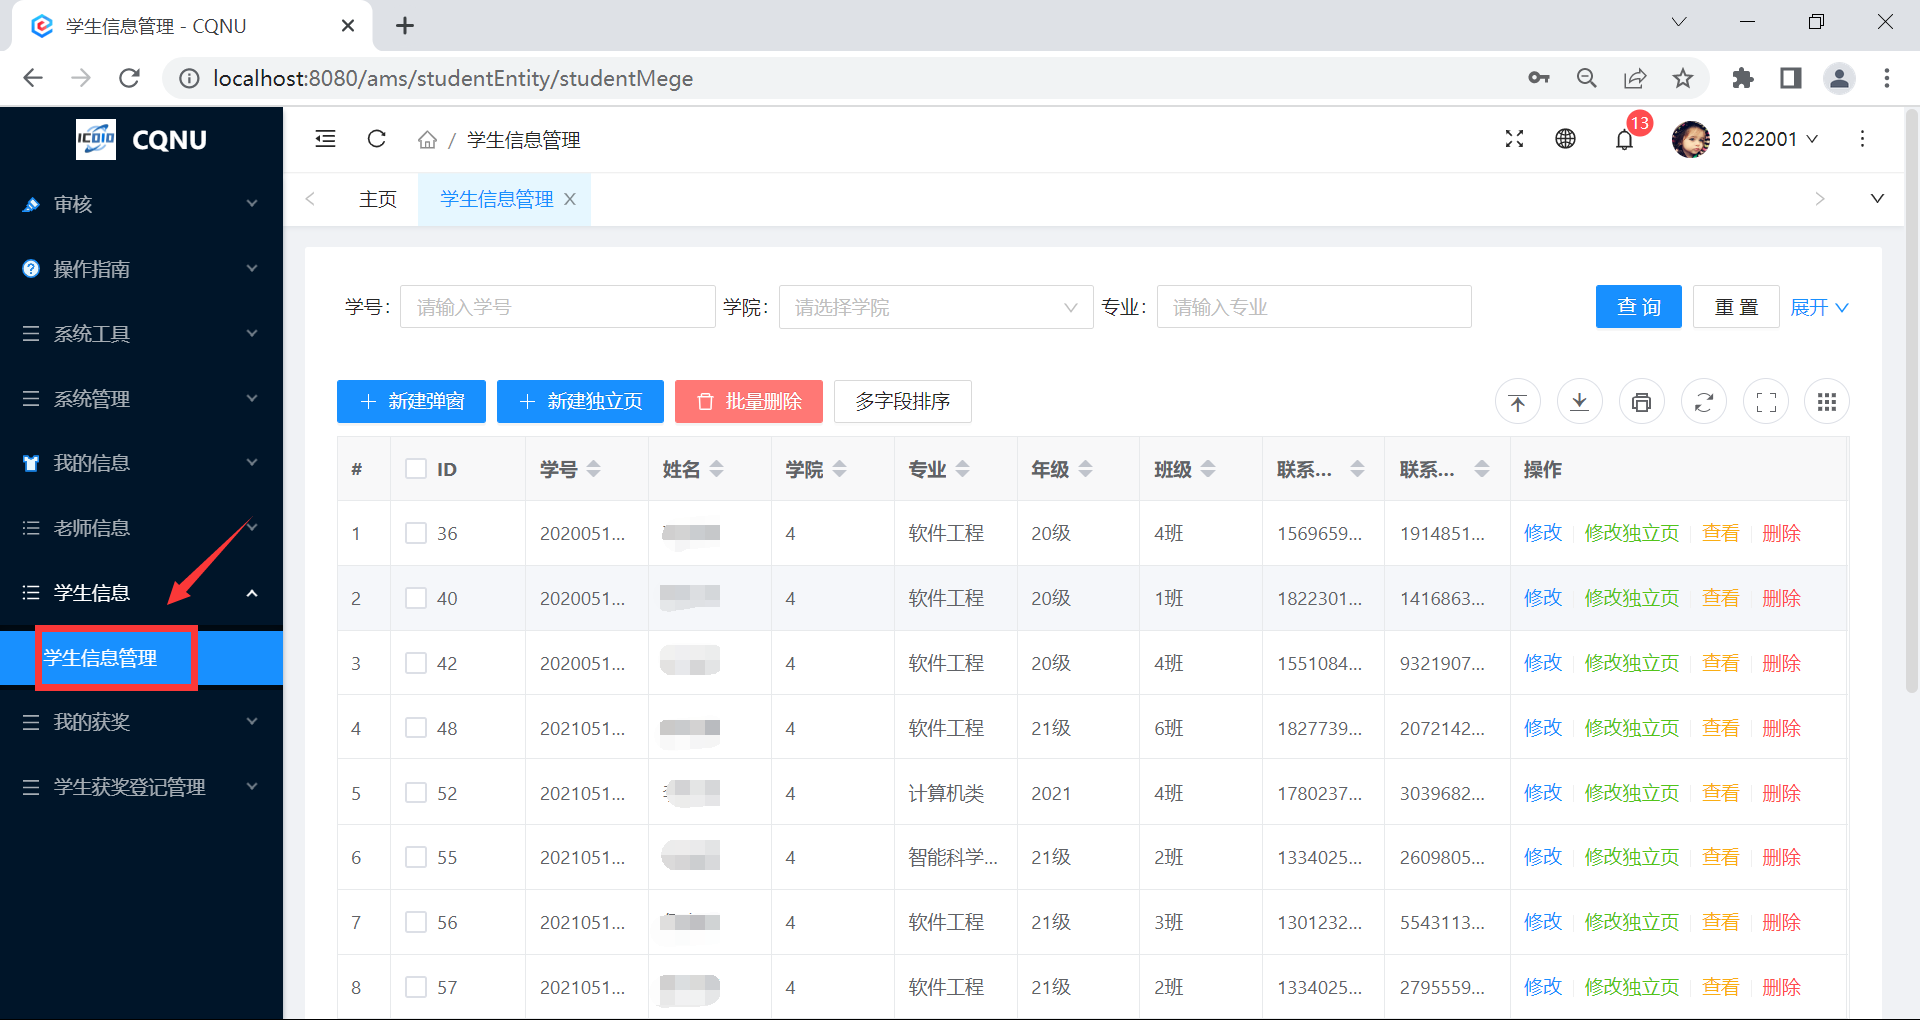 学生信息管理 - CQNU
localhost:8080/ams/studentEntity/studentMege
ICDIO CQNU
审核
操作指南
系统工具
系统管理
我的信息
老师信息
学生信息
学生信息管理
我的获奖
学生获奖登记管理
/ 学生信息管理
13
2022001
主页 学生信息管理
学号: 请输入学号 学院: 请选择学院 专业: 请输入专业 查 询 重 置 展开
新建弹窗 新建独立页 批量删除 多字段排序
# ID 学号 姓名 学院 专业 年级 班级 联系... 联系... 操作
1 36 2020051... 4 软件工程 20级 4班 1569659... 1914851... 修改 修改独立页 查看 删除
2 40 2020051... 4 软件工程 20级 1班 1822301... 1416863... 修改 修改独立页 查看 删除
3 42 2020051... 4 软件工程 20级 4班 1551084... 9321907... 修改 修改独立页 查看 删除
4 48 2021051... 4 软件工程 21级 6班 1827739... 2072142... 修改 修改独立页 查看 删除
5 52 2021051... 4 计算机类 2021 4班 1780237... 3039682... 修改 修改独立页 查看 删除
6 55 2021051... 4 智能科学... 21级 2班 1334025... 2609805... 修改 修改独立页 查看 删除
7 56 2021051... 4 软件工程 21级 3班 1301232... 5543113... 修改 修改独立页 查看 删除
8 57 2021051... 4 软件工程 21级 2班 1334025... 2795559... 修改 修改独立页 查看 删除